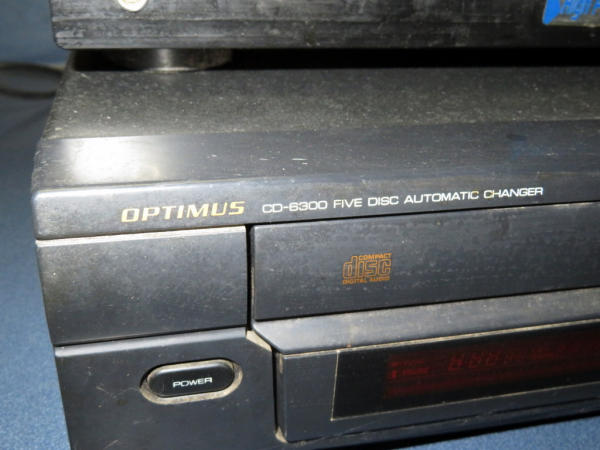 OPTIMUS CD-6300 FIVE DISC AUTOMATIC CHANGER
COMPACT
disc
DIGITAL AUDIO
POWER